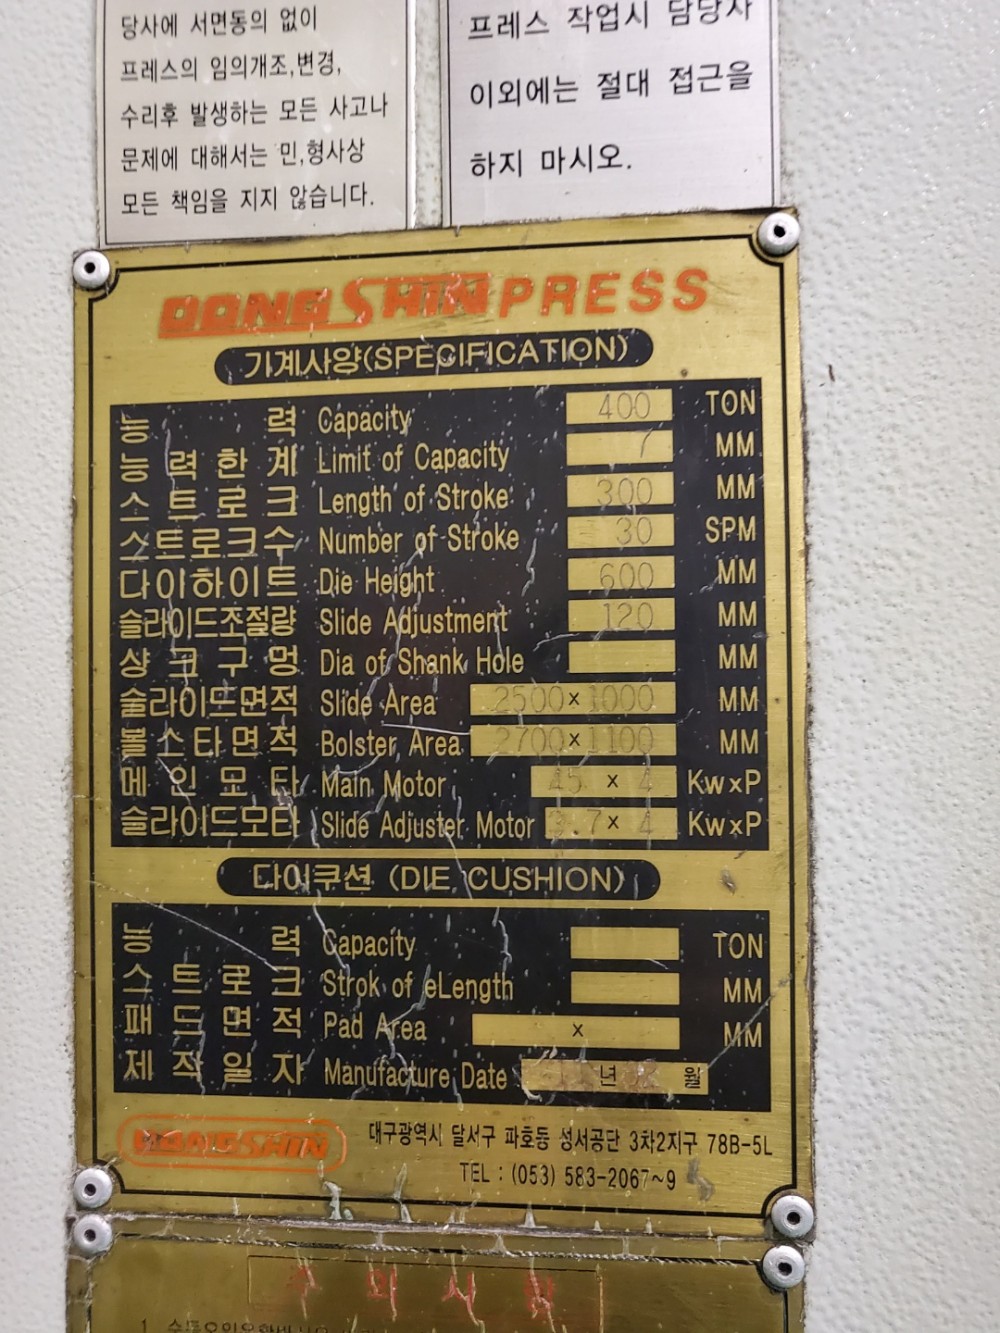 당사에 서면동의 없이
프레스의 임의개조,변경,
수리후 발생하는 모든 사고나
문제에 대해서는 민,형사상
모든 책임을 지지 않습니다.
프레스 작업시 담당자
이외에는 절대 접근을
하지 마시오.
DONG SHIN PRESS
기계사양(SPECIFICATION)
능 력 Capacity 400 TON
능 력 한 계 Limit of Capacity 7 MM
스 트 로 크 Length of Stroke 300 MM
스트로크수 Number of Stroke 30 SPM
다이하이트 Die Height 600 MM
슬라이드조절량 Slide Adjustment 120 MM
샹 크 구 멍 Dia of Shank Hole MM
슬라이드면적 Slide Area 2500×1000 MM
볼스타면적 Bolster Area 2700×1100 MM
메 인 모 타 Main Motor 45 × 4 Kw×P
슬라이드모타 Slide Adjuster Motor 3.7× 4 Kw×P
다이쿠션 (DIE CUSHION)
능 력 Capacity TON
스 트 로 크 Strok of eLength MM
패 드 면 적 Pad Area × MM
제 작 일 자 Manufacture Date 년 월
DONGSHIN 대구광역시 달서구 파호등 성서공단 3차2지구 78B-5L
TEL : (053) 583-2067~9
주 의 사 항
1.